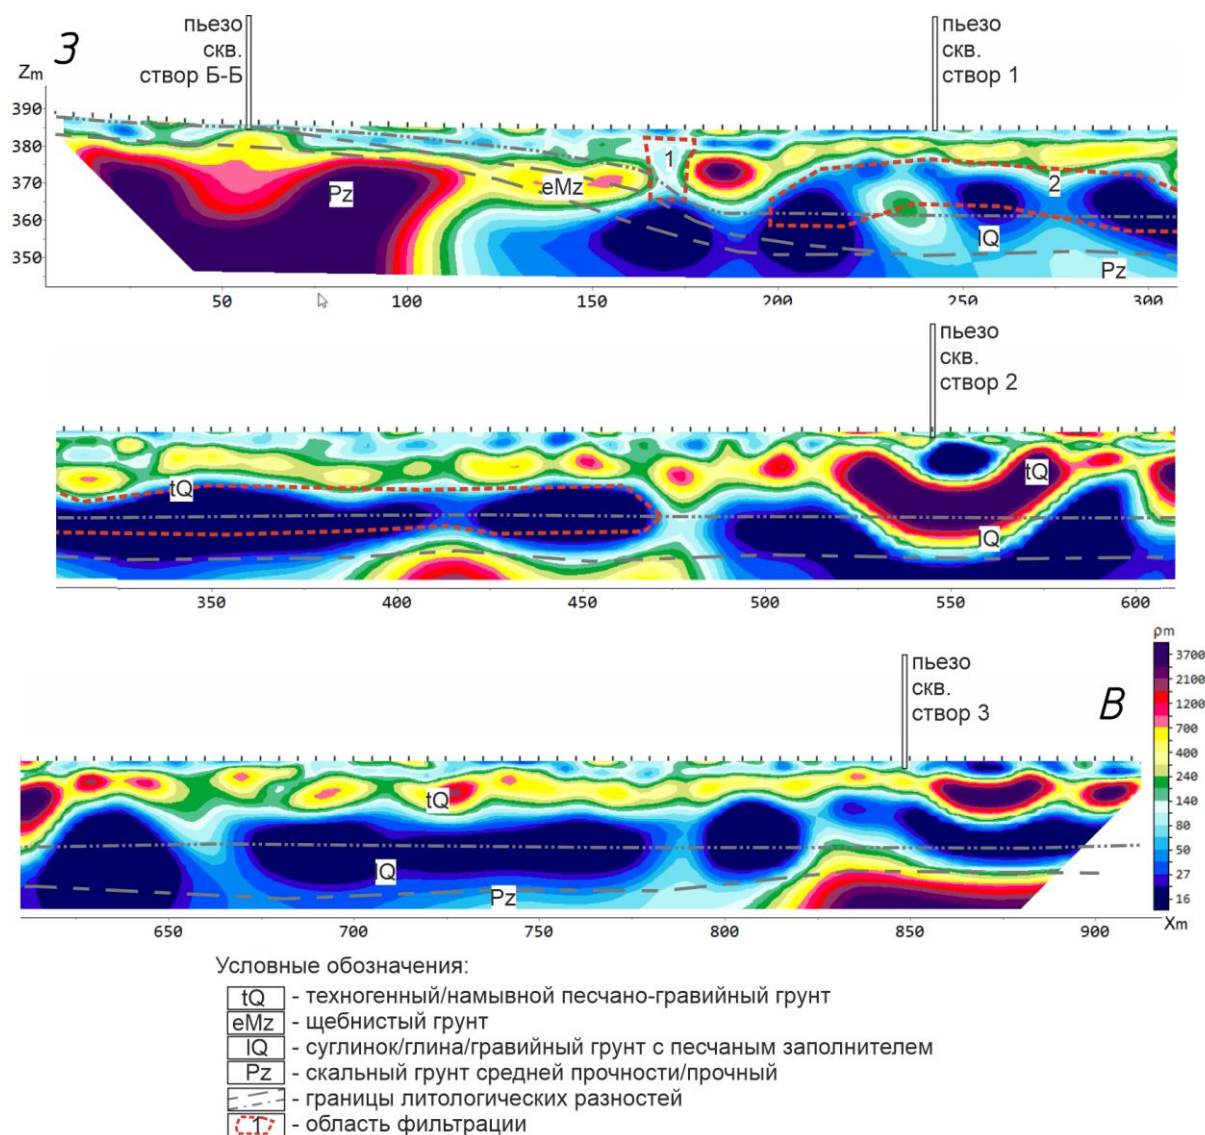 пьезо
скв.
створ Б-Б
пьезо
скв.
створ 1
З
Zm
390
380
370
360
350
Pz
eMz
1
2
lQ
Pz
50
100
150
200
250
300
пьезо
скв.
створ 2
tQ
tQ
lQ
350
400
450
500
550
600
пьезо
скв.
створ 3
В
ρm
3700
2100
1200
700
400
240
140
80
50
27
16
tQ
lQ
Pz
650
700
750
800
850
900
Xm
Условные обозначения:
tQ - техногенный/намывной песчано-гравийный грунт
eMz - щебнистый грунт
lQ - суглинок/глина/гравийный грунт с песчаным заполнителем
Pz - скальный грунт средней прочности/прочный
- границы литологических разностей
1 - область фильтрации